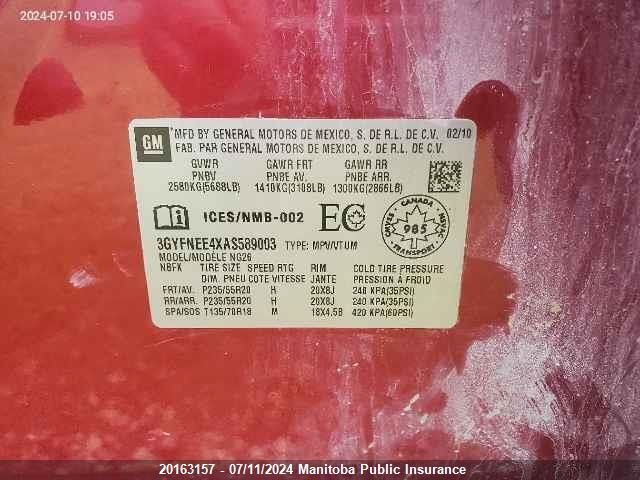 2024-07-10 19:05
GM
MFD BY GENERAL MOTORS DE MEXICO, S. DE R.L. DE C.V. 02/10
FAB. PAR GENERAL MOTORS DE MEXICO, S. DE R.L. DE C.V.
GVWR GAWR FRT GAWR RR
PNBV PNBE AV. PNBE ARR.
2580KG(5688LB) 1410KG(3108LB) 1300KG(2866LB)
ICES/NMB-002 EC
CMVSS NSVAC 985 TRANSPORT
3GYFNEE4XAS589003 TYPE: MPV/VTUM
MODEL/MODÈLE NG26
NBFK TIRE SIZE SPEED RTG RIM COLD TIRE PRESSURE
DIM. PNEU COTE VITESSE JANTE PRESSION À FROID
FRT/AV. P235/55R20 H 20X8J 240 KPA(35PSI)
RR/ARR. P235/55R20 H 20X8J 240 KPA(35PSI)
SPA/SOS T135/70R18 M 18X4.5B 420 KPA(60PSI)
20163157 - 07/11/2024 Manitoba Public Insurance